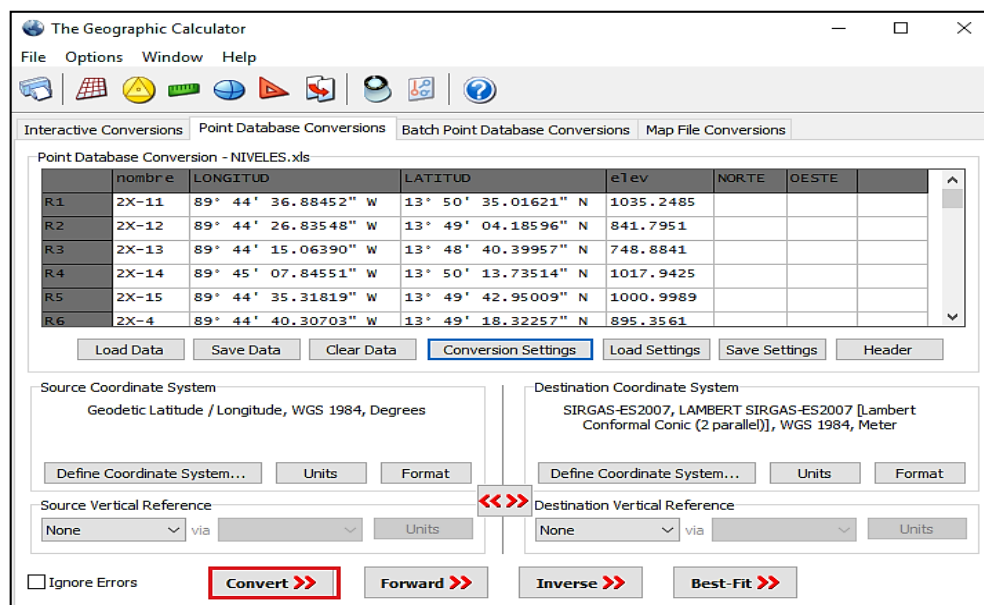 The Geographic Calculator
File Options Window Help
Interactive Conversions Point Database Conversions Batch Point Database Conversions Map File Conversions
Point Database Conversion - NIVELES.xls
nombre LONGITUD LATITUD elev NORTE OESTE
R1 2X-11 89° 44' 36.88452" W 13° 50' 35.01621" N 1035.2485
R2 2X-12 89° 44' 26.83548" W 13° 49' 04.18596" N 841.7951
R3 2X-13 89° 44' 15.06390" W 13° 48' 40.39957" N 748.8841
R4 2X-14 89° 45' 07.84551" W 13° 50' 13.73514" N 1017.9425
R5 2X-15 89° 44' 35.31819" W 13° 49' 42.95009" N 1000.9989
R6 2X-4 89° 44' 40.30703" W 13° 49' 18.32257" N 895.3561
Load Data Save Data Clear Data Conversion Settings Load Settings Save Settings Header
Source Coordinate System
Geodetic Latitude / Longitude, WGS 1984, Degrees
Define Coordinate System... Units Format
Destination Coordinate System
SIRGAS-ES2007, LAMBERT SIRGAS-ES2007 [Lambert
Conformal Conic (2 parallel)], WGS 1984, Meter
Define Coordinate System... Units Format
Source Vertical Reference
None via Units
Destination Vertical Reference
None via Units
Ignore Errors Convert Forward Inverse Best-Fit